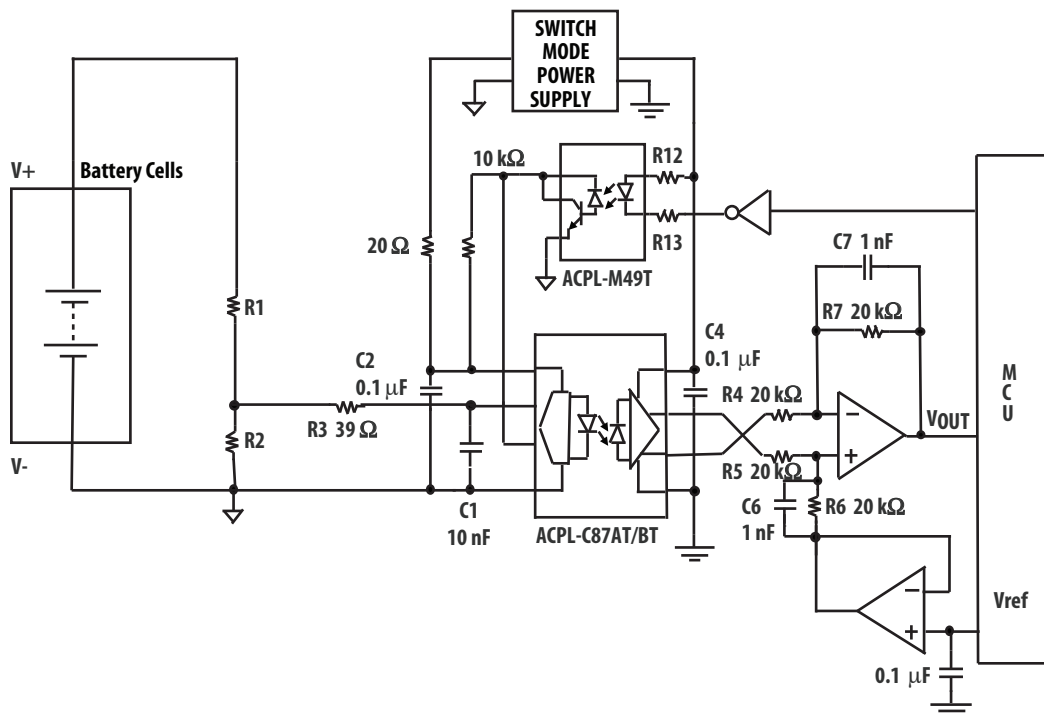 SWITCH
MODE
POWER
SUPPLY
V+
Battery Cells
10 kΩ
R12
R13
20 Ω
ACPL-M49T
C7 1 nF
R7 20 kΩ
R1
C2
0.1 μF
C4
0.1 μF
R4 20 kΩ
M
C
U
R3 39 Ω
R2
VOUT
V-
R5 20 kΩ
C1
10 nF
ACPL-C87AT/BT
C6
1 nF
R6 20 kΩ
Vref
0.1 μF